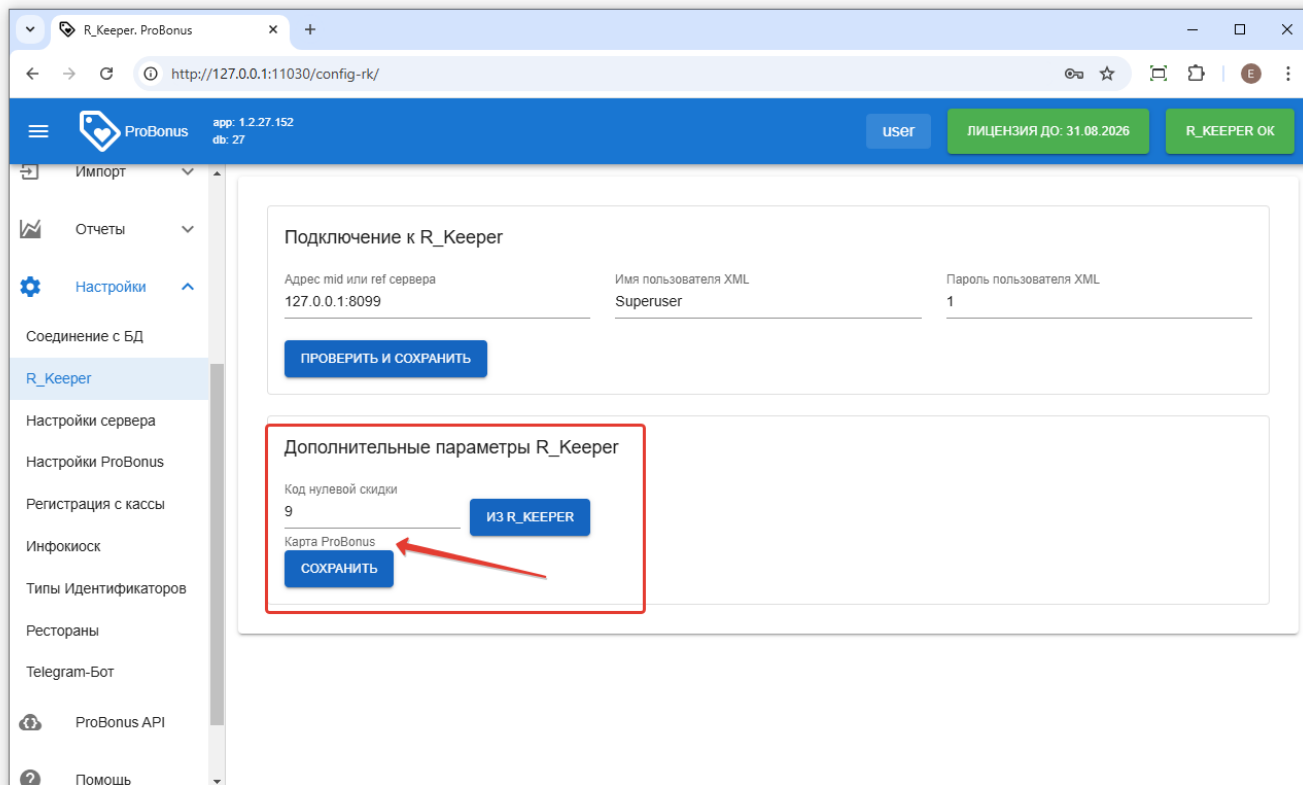 R_Keeper. ProBonus
http://127.0.0.1:11030/config-rk/
E
ProBonus
app: 1.2.27.152
db: 27
user
ЛИЦЕНЗИЯ ДО: 31.08.2026
R_KEEPER ОК
Импорт
Отчеты
Настройки
Соединение с БД
R_Keeper
Настройки сервера
Настройки ProBonus
Регистрация с кассы
Инфокиоск
Типы Идентификаторов
Рестораны
Telegram-Бот
ProBonus API
Помощь
Подключение к R_Keeper
Адрес mid или ref сервера
127.0.0.1:8099
Имя пользователя XML
Superuser
Пароль пользователя XML
1
ПРОВЕРИТЬ И СОХРАНИТЬ
Дополнительные параметры R_Keeper
Код нулевой скидки
9
ИЗ R_KEEPER
Карта ProBonus
СОХРАНИТЬ